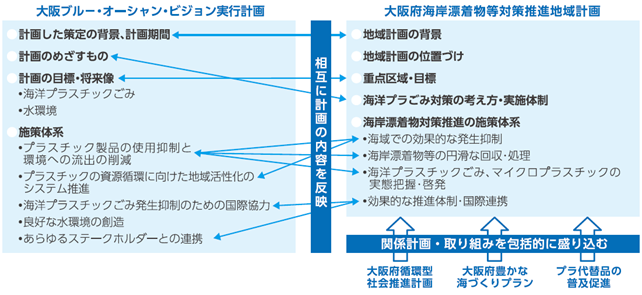 大阪ブルー・オーシャン・ビジョン実行計画
●計画した策定の背景、計画期間
●計画のめざすもの
●計画の目標・将来像
・海洋プラスチックごみ
・水環境
●施策体系
・プラスチック製品の使用抑制と
環境への流出の削減
・プラスチックの資源循環に向けた地域活性化の
システム推進
・海洋プラスチックごみ発生抑制のための国際協力
・良好な水環境の創造
・あらゆるステークホルダーとの連携
相互に計画の内容を反映
大阪府海岸漂着物等対策推進地域計画
●地域計画の背景
地域計画の位置づけ
●重点区域・目標
●海洋プラごみ対策の考え方・実施体制
●海岸漂着物対策推進の施策体系
・海域での効果的な発生抑制
・海岸漂着物等の円滑な回収・処理
・海洋プラスチックごみ、マイクロプラスチックの
実態把握・啓発
・効果的な推進体制・国際連携
関係計画・取り組みを包括的に盛り込む
大阪府循環型
社会推進計画
大阪府豊かな
海づくりプラン
プラ代替品の
普及促進